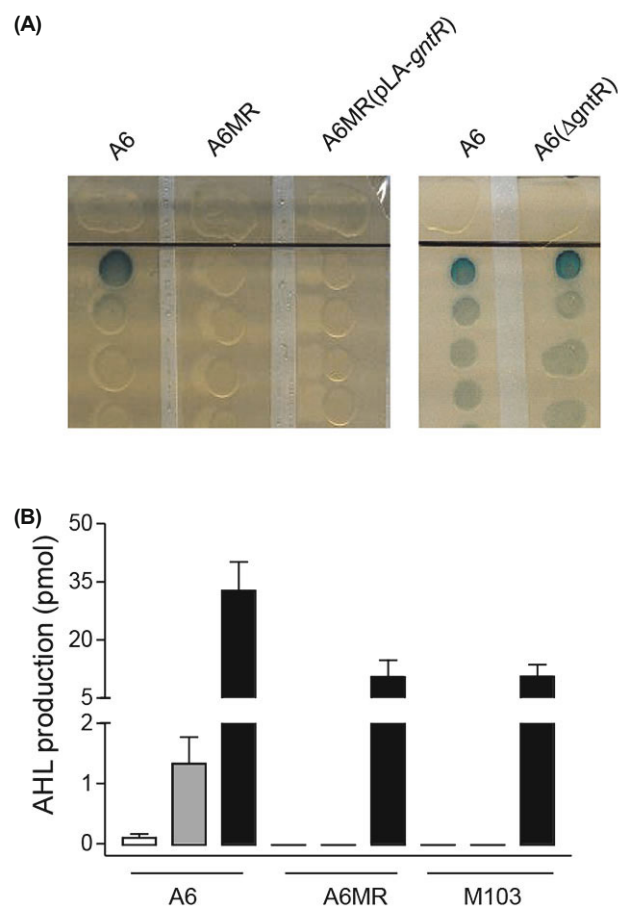 (A)
A6
A6MR
A6MR(pLA-gntR)
A6
A6(ΔgntR)
(B)
AHL production (pmol)
50
35
20
5
2
1
0
A6
A6MR
M103